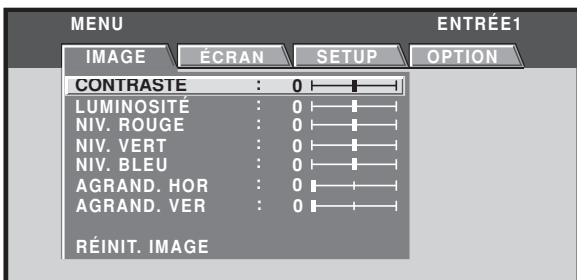 MENU ENTRÉE1
IMAGE ÉCRAN SETUP OPTION
CONTRASTE : 0
LUMINOSITÉ : 0
NIV. ROUGE : 0
NIV. VERT : 0
NIV. BLEU : 0
AGRAND. HOR : 0
AGRAND. VER : 0
RÉINIT. IMAGE